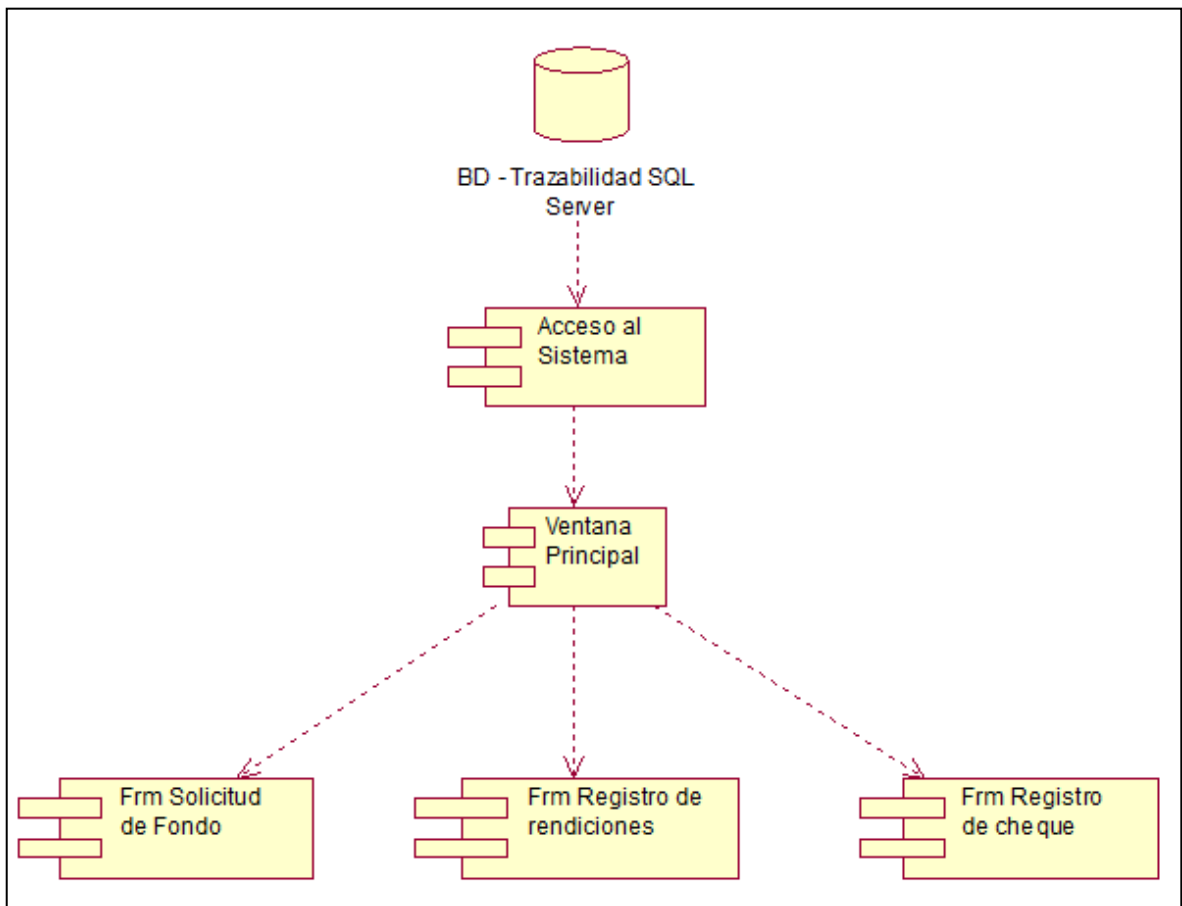 BD - Trazabilidad SQL
Server
Acceso al
Sistema
Ventana
Principal
Frm Solicitud
de Fondo
Frm Registro de
rendiciones
Frm Registro
de cheque